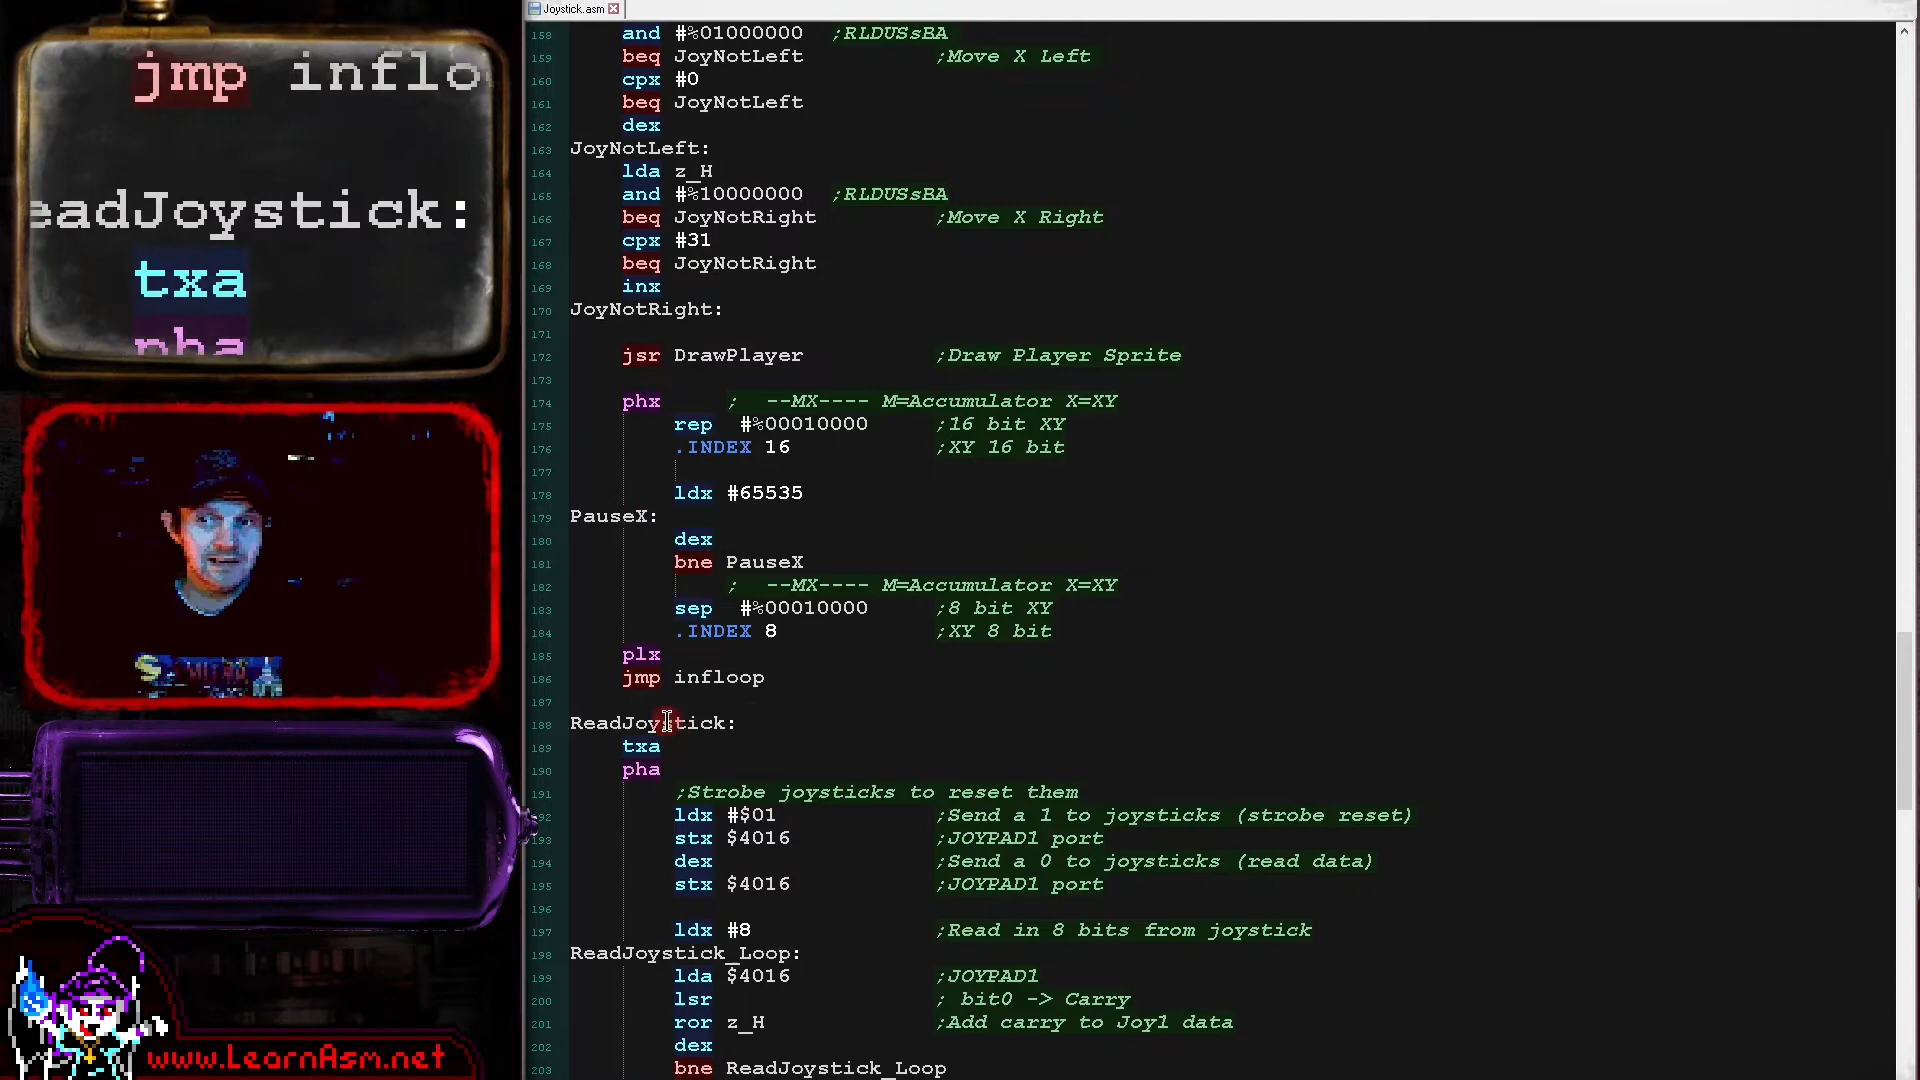 Joystick.asm
jmp inflo
eadJoystick:
txa
pha
158 and #%01000000 ;RLDUSsBA
159 beq JoyNotLeft ;Move X Left
160 cpx #0
161 beq JoyNotLeft
162 dex
163 JoyNotLeft:
164 lda z_H
165 and #%10000000 ;RLDUSsBA
166 beq JoyNotRight ;Move X Right
167 cpx #31
168 beq JoyNotRight
169 inx
170 JoyNotRight:
171
172 jsr DrawPlayer ;Draw Player Sprite
173
174 phx ; --MX---- M=Accumulator X=XY
175 rep #%00010000 ;16 bit XY
176 .INDEX 16 ;XY 16 bit
177
178 ldx #65535
179 PauseX:
180 dex
181 bne PauseX
182 ; --MX---- M=Accumulator X=XY
183 sep #%00010000 ;8 bit XY
184 .INDEX 8 ;XY 8 bit
185 plx
186 jmp infloop
187
188 ReadJoystick:
189 txa
190 pha
191 ;Strobe joysticks to reset them
192 ldx #$01 ;Send a 1 to joysticks (strobe reset)
193 stx $4016 ;JOYPAD1 port
194 dex ;Send a 0 to joysticks (read data)
195 stx $4016 ;JOYPAD1 port
196
197 ldx #8 ;Read in 8 bits from joystick
198 ReadJoystick_Loop:
199 lda $4016 ;JOYPAD1
200 lsr ; bit0 -> Carry
201 ror z_H ;Add carry to Joy1 data
202 dex
203 bne ReadJoystick_Loop
www.LearnAsm.net